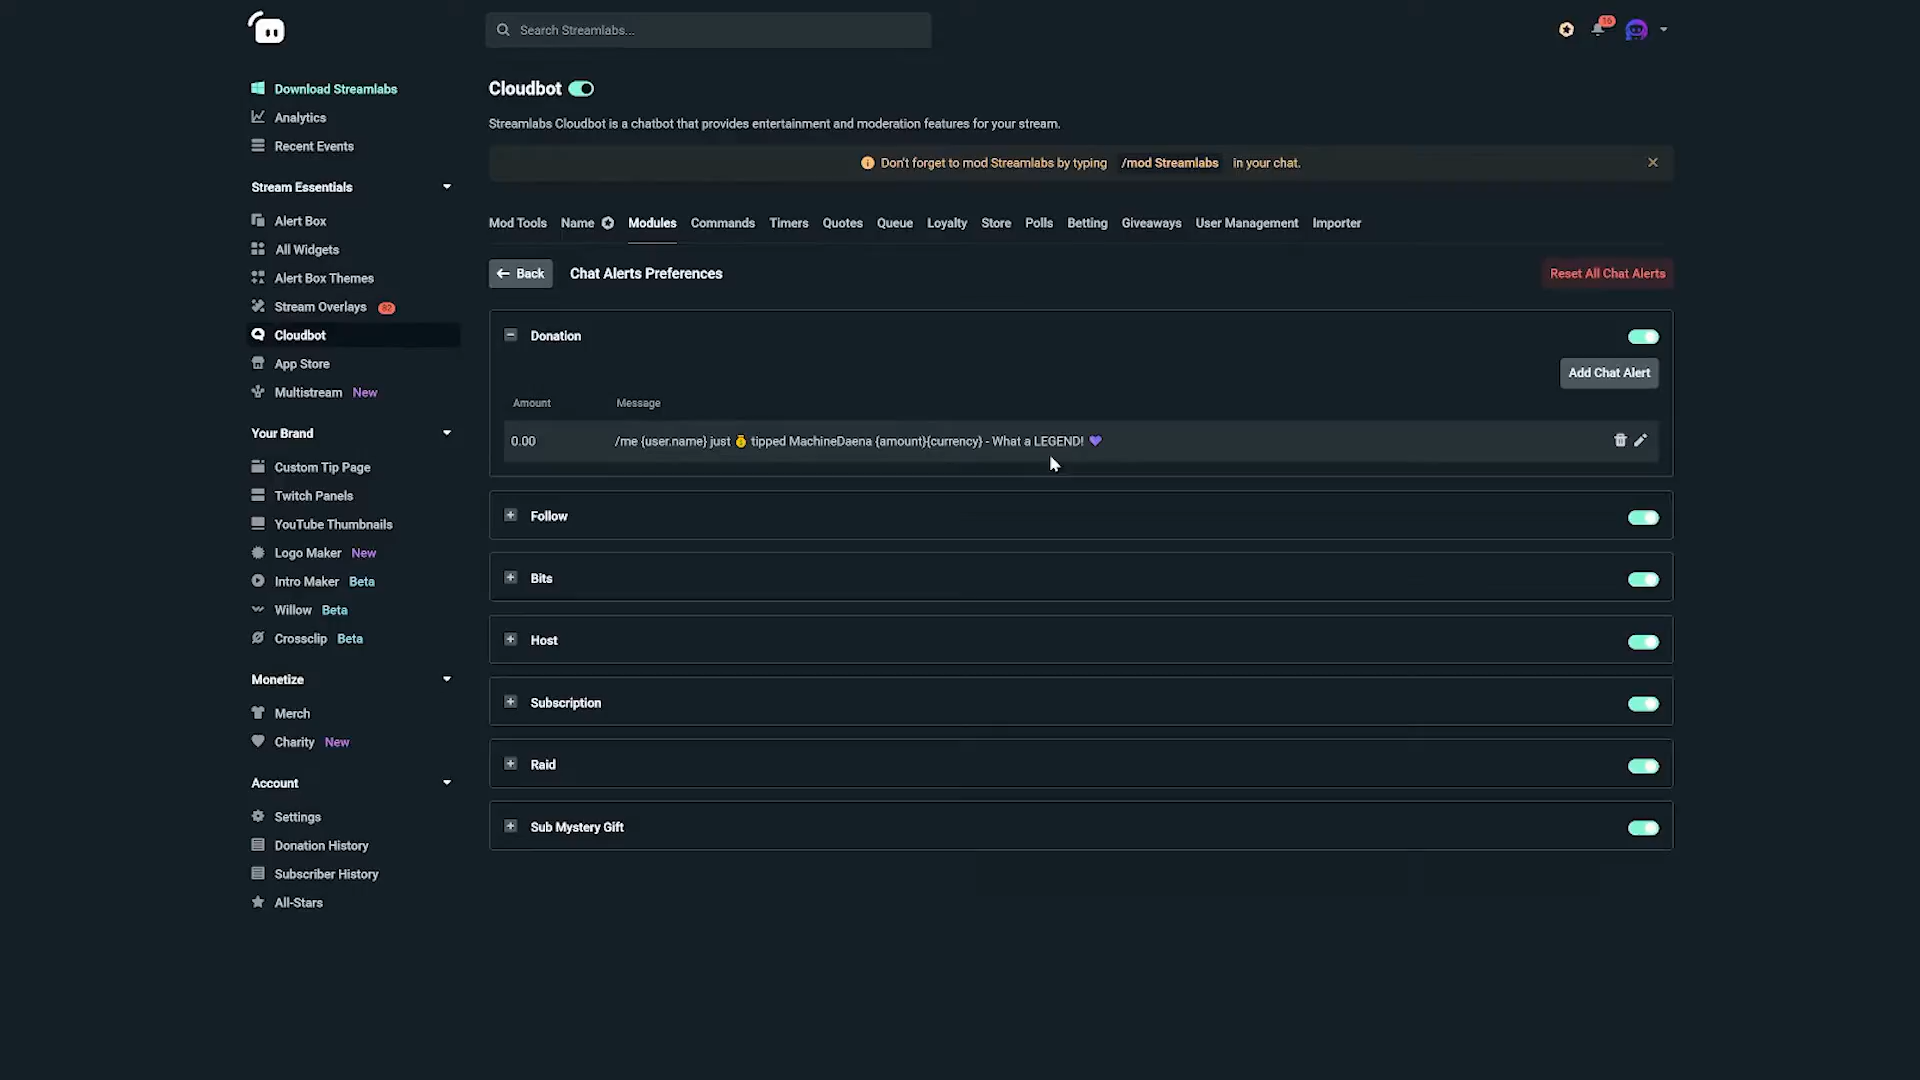 Search Streamlabs...
16
Download Streamlabs
Analytics
Recent Events
Stream Essentials
Alert Box
All Widgets
Alert Box Themes
Stream Overlays 82
Cloudbot
App Store
Multistream New
Your Brand
Custom Tip Page
Twitch Panels
YouTube Thumbnails
Logo Maker New
Intro Maker Beta
Willow Beta
Crossclip Beta
Monetize
Merch
Charity New
Account
Settings
Donation History
Subscriber History
All-Stars
Cloudbot
Streamlabs Cloudbot is a chatbot that provides entertainment and moderation features for your stream.
Don't forget to mod Streamlabs by typing /mod Streamlabs in your chat.
Mod Tools Name Modules Commands Timers Quotes Queue Loyalty Store Polls Betting Giveaways User Management Importer
Back Chat Alerts Preferences Reset All Chat Alerts
Donation
Add Chat Alert
Amount Message
0.00 /me {user.name} just 💰 tipped MachineDaena {amount}{currency} - What a LEGEND! 💜
Follow
Bits
Host
Subscription
Raid
Sub Mystery Gift